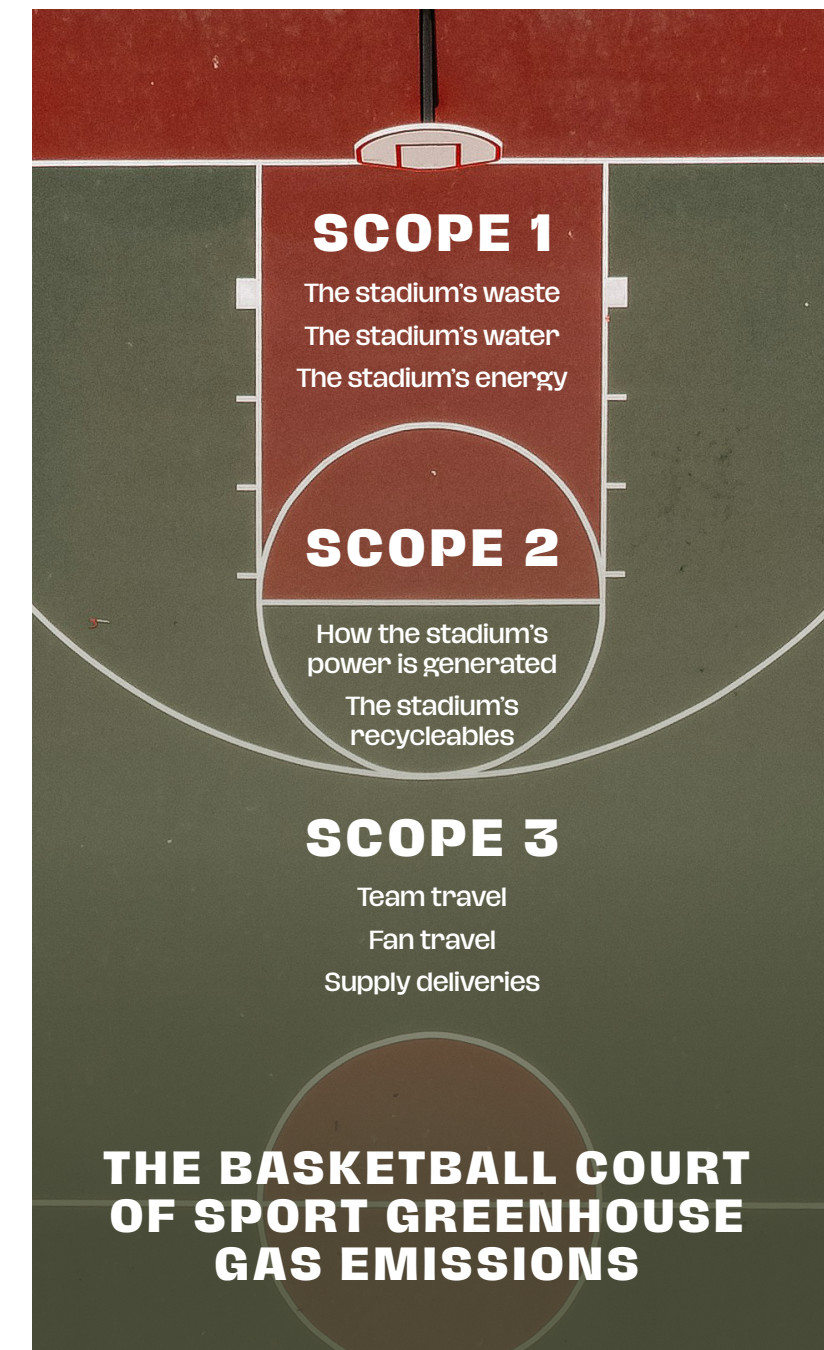 SCOPE 1
The stadium’s waste
The stadium’s water
The stadium’s energy
SCOPE 2
How the stadium’s
power is generated
The stadium’s
recycleables
SCOPE 3
Team travel
Fan travel
Supply deliveries
THE BASKETBALL COURT
OF SPORT GREENHOUSE
GAS EMISSIONS